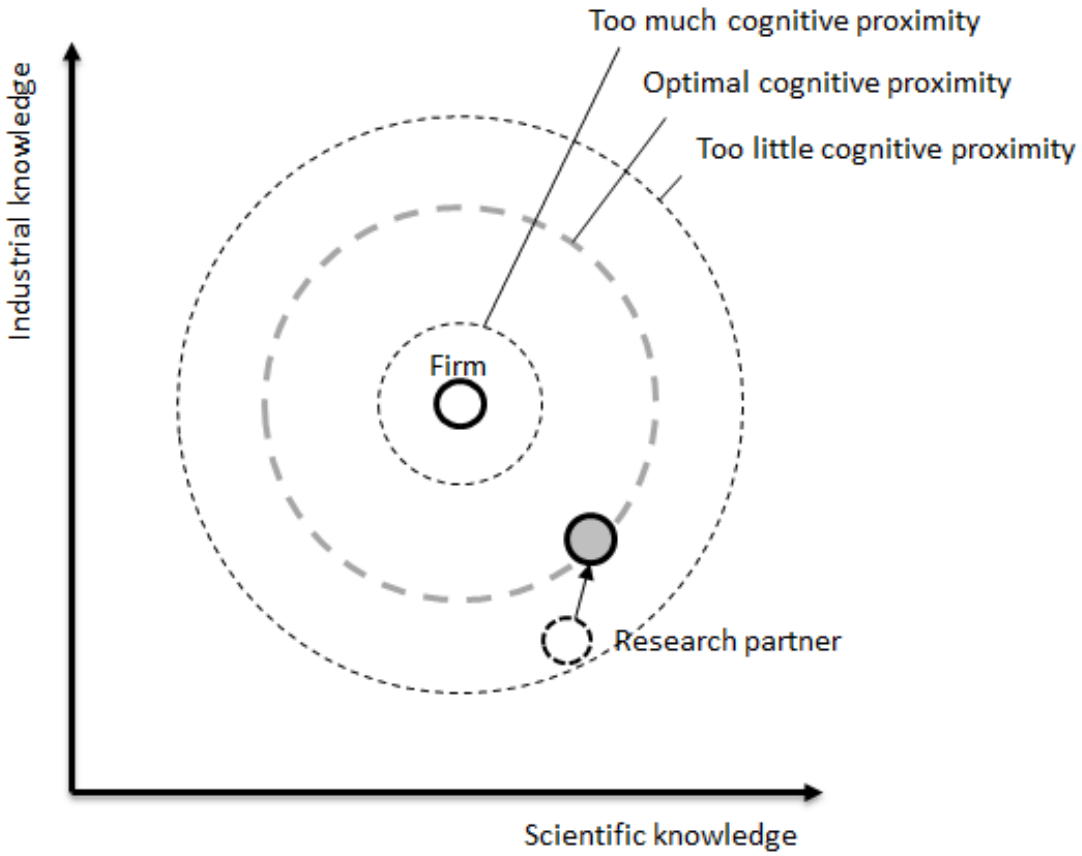 Too much cognitive proximity
Optimal cognitive proximity
Too little cognitive proximity
Industrial knowledge
Firm
Research partner
Scientific knowledge